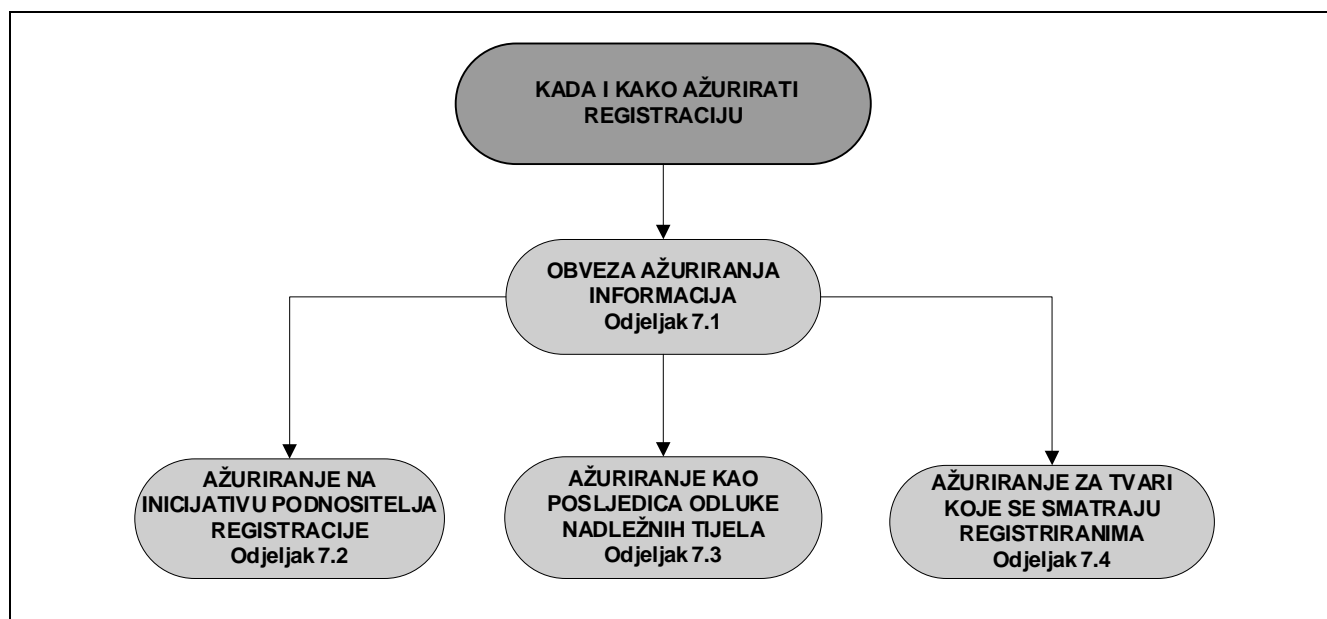 KADA I KAKO AŽURIRATI
REGISTRACIJU
OBVEZA AŽURIRANJA
INFORMACIJA
Odjeljak 7.1
AŽURIRANJE NA
INICIJATIVU PODNOSITELJA
REGISTRACIJE
Odjeljak 7.2
AŽURIRANJE KAO
POSLJEDICA ODLUKE
NADLEŽNIH TIJELA
Odjeljak 7.3
AŽURIRANJE ZA TVARI
KOJE SE SMATRAJU
REGISTRIRANIMA
Odjeljak 7.4